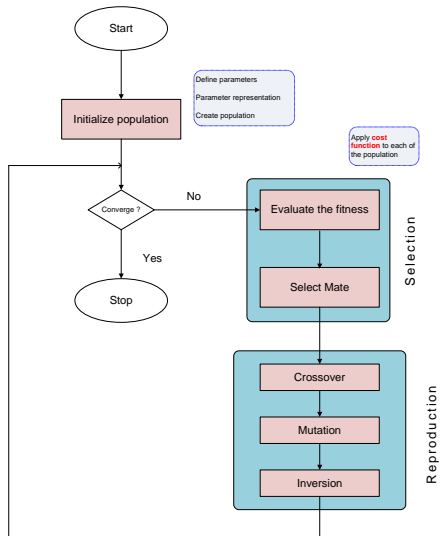 Start
Define parameters
Parameter representation
Create population
Initialize population
Apply cost
function to each of
the population
Converge ?
No
Yes
Stop
Evaluate the fitness
Select Mate
Selection
Crossover
Mutation
Inversion
Reproduction